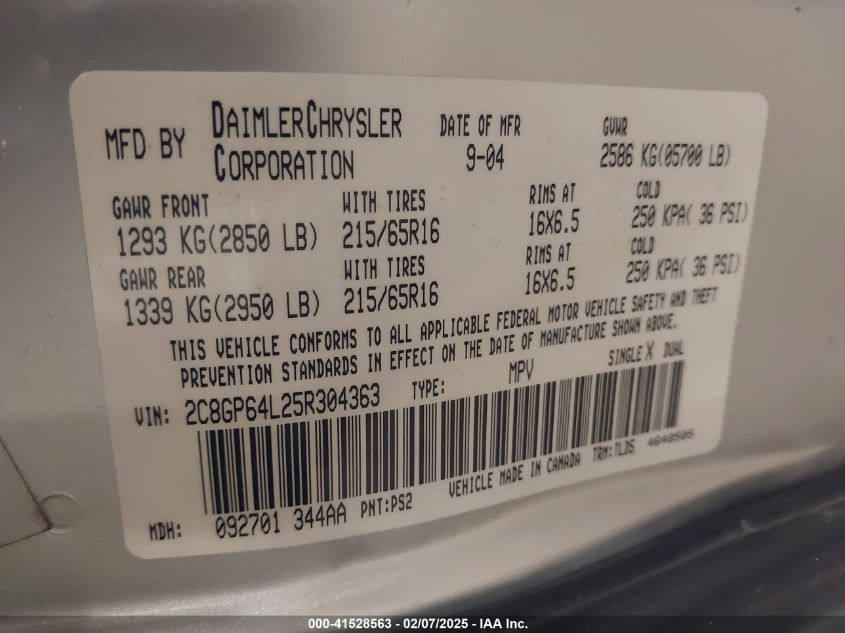 MFD BY DAIMLERCHRYSLER CORPORATION DATE OF MFR 9-04 GVWR 2586 KG(05700 LB)
GAWR FRONT WITH TIRES RIMS AT COLD
1293 KG(2850 LB) 215/65R16 16X6.5 250 KPA( 36 PSI)
GAWR REAR WITH TIRES RIMS AT COLD
1339 KG(2950 LB) 215/65R16 16X6.5 250 KPA( 36 PSI)
THIS VEHICLE CONFORMS TO ALL APPLICABLE FEDERAL MOTOR VEHICLE SAFETY AND THEFT
PREVENTION STANDARDS IN EFFECT ON THE DATE OF MANUFACTURE SHOWN ABOVE.
VIN: 2C8GP64L25R304363 TYPE: MPV SINGLE X DUAL
MDH: 092701 344AA PNT:PS2 VEHICLE MADE IN CANADA TRM:TLDS 4648505
000-41528563 - 02/07/2025 - IAA Inc.